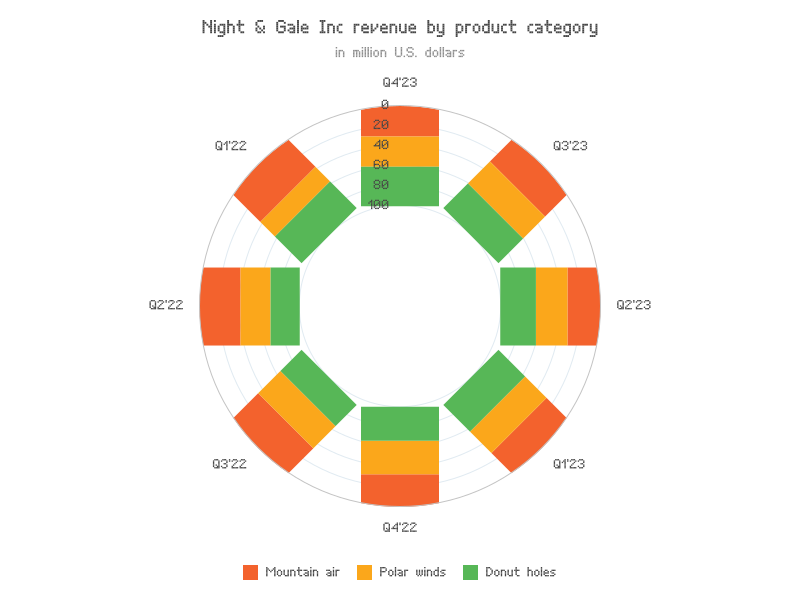 Night & Gale Inc revenue by product category
in million U.S. dollars
Q4'23
0
20
40
60
80
100
Q1'22
Q3'23
Q2'22
Q2'23
Q3'22
Q1'23
Q4'22
Mountain air
Polar winds
Donut holes